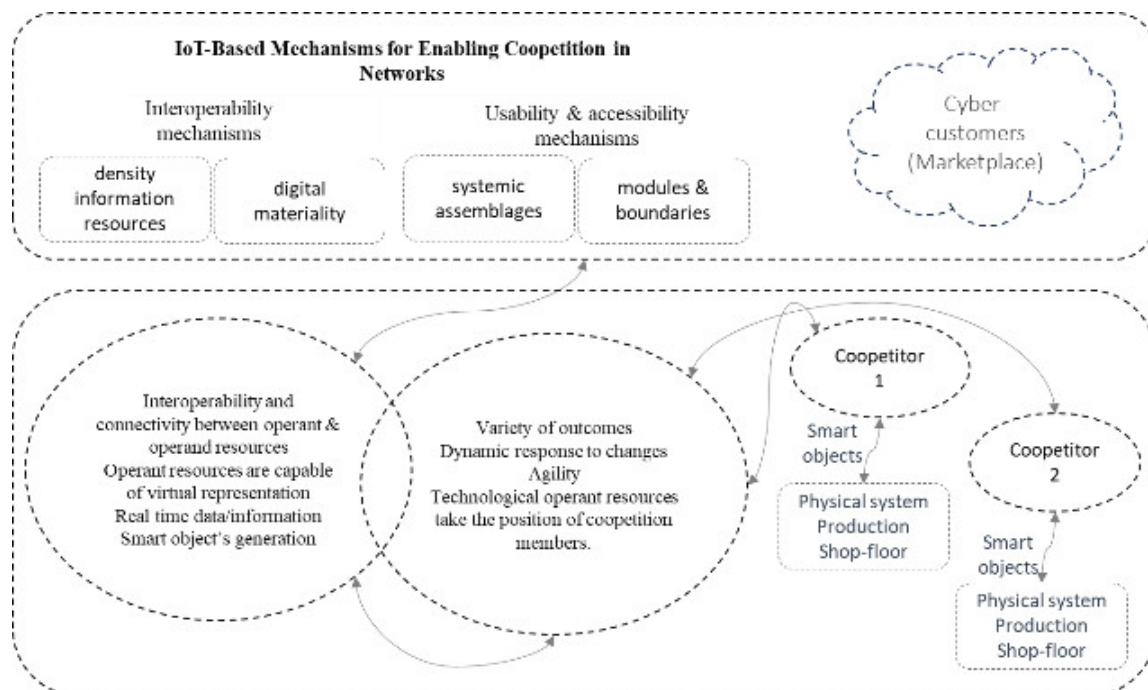 IoT-Based Mechanisms for Enabling Coopetition in
Networks
Interoperability
mechanisms
Usability & accessibility
mechanisms
density
information
resources
digital
materiality
systemic
assemblages
modules &
boundaries
Cyber
customers
(Marketplace)
Interoperability and
connectivity between operant &
operand resources
Operant resources are capable
of virtual representation
Real time data/information
Smart object's generation
Variety of outcomes
Dynamic response to changes
Agility
Technological operant resources
take the position of coopetition
members.
Coopetitor
1
Smart
objects
Physical system
Production
Shop-floor
Coopetitor
2
Smart
objects
Physical system
Production
Shop-floor